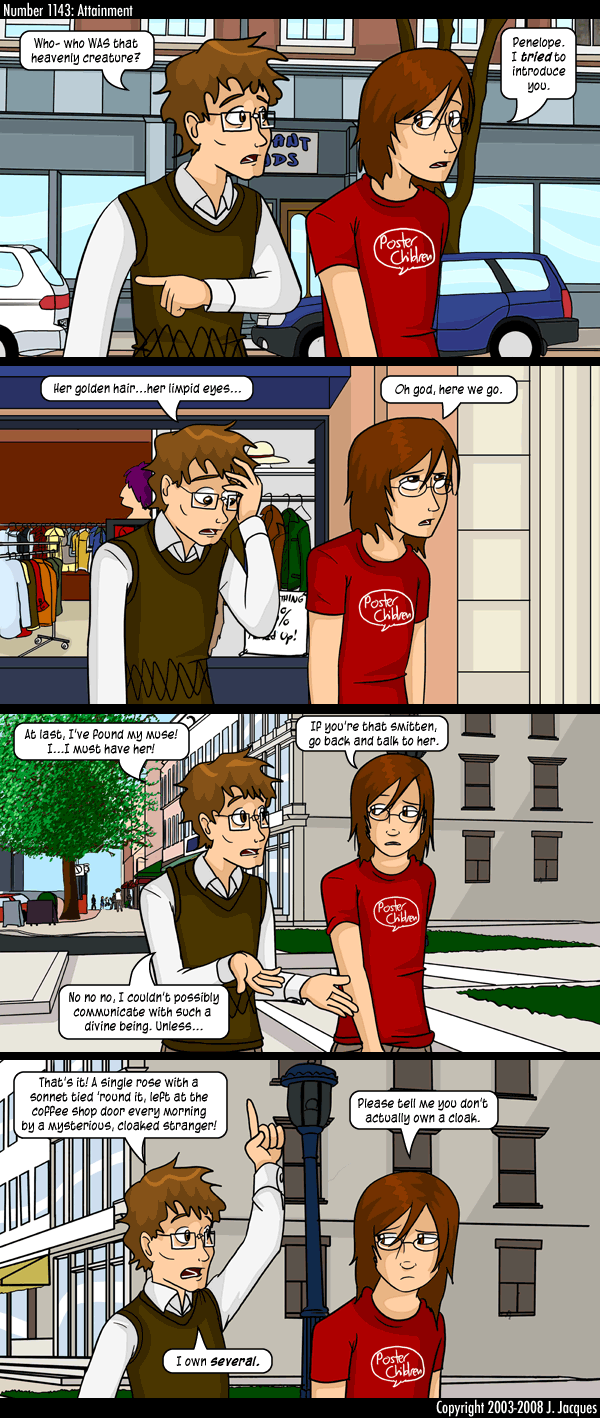 Number 1143: Attainment
Who- who WAS that
heavenly creature?
Penelope.
I tried to
introduce
you.
Poster
Children
Her golden hair...her limpid eyes...
Oh god, here we go.
THING
%
Up!
Poster
Children
At last, I've found my muse!
I...I must have her!
If you're that smitten,
go back and talk to her.
Poster
Children
No no no, I couldn't possibly
communicate with such a
divine being. Unless...
That's it! A single rose with a
sonnet tied 'round it, left at the
coffee shop door every morning
by a mysterious, cloaked stranger!
Please tell me you don't
actually own a cloak.
I own several.
Poster
Children
Copyright 2003-2008 J. Jacques